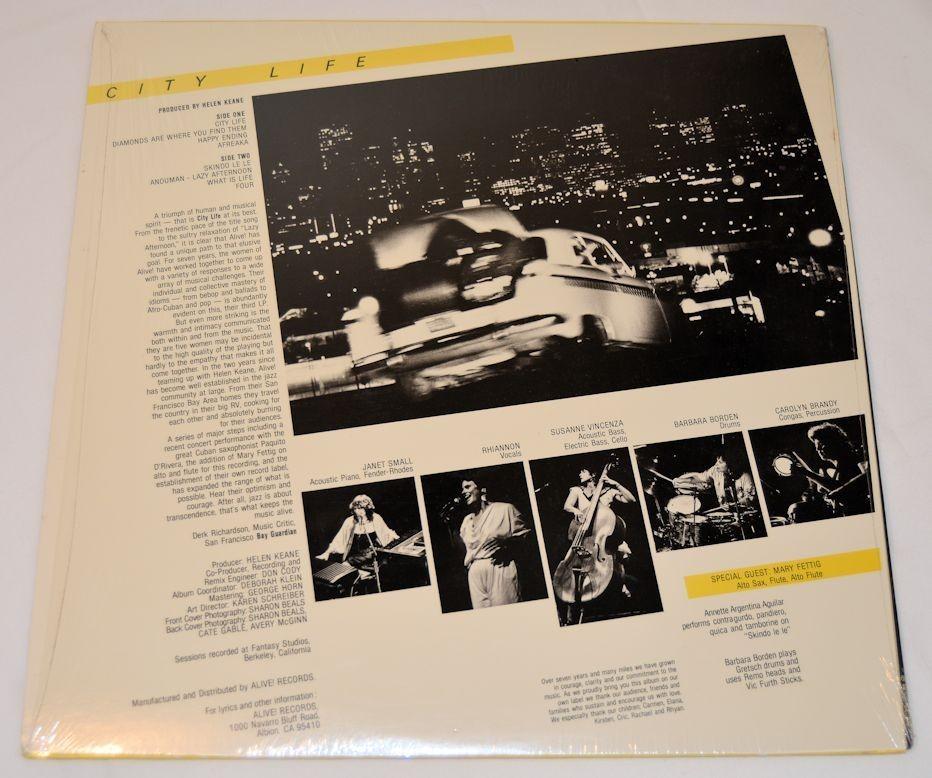 CITY LIFE
PRODUCED BY HELEN KEANE
SIDE ONE
CITY LIFE
DIAMONDS ARE WHERE YOU FIND THEM
HAPPY ENDING
AFREAKA
SIDE TWO
SKINDO LE LE
ANOUMAN - LAZY AFTERNOON
WHAT IS LIFE
FOUR
A triumph of human and musical
spirit — that is City Life at its best.
From the frenetic pace of the title song
to the sultry relaxation of "Lazy
Afternoon," it is clear that Alive! has
found a unique path to that elusive
goal. For seven years, the women of
Alive! have worked together to come up
with a variety of responses to a wide
array of musical challenges. Their
individual and collective mastery of
idioms — from bebop and ballads to
Afro-Cuban and pop — is abundantly
evident on this, their third LP.
But even more striking is the
warmth and intimacy communicated
both within and from the music. That
they are five women may be incidental
to the high quality of the playing but
hardly to the empathy that makes it all
come together. In the two years since
teaming up with Helen Keane, Alive!
has become well established in the jazz
community at large. From their San
Francisco Bay Area homes they travel
the country in their big RV, cooking for
each other and absolutely burning
for their audiences.
A series of major steps including a
recent concert performance with the
great Cuban saxophonist Paquito
D'Rivera, the addition of Mary Fettig on
alto and flute for this recording, and the
establishment of their own record label,
has expanded the range of what is
possible. Hear their optimism and
courage. After all, jazz is about
transcendence, that's what keeps the
music alive.
Derk Richardson, Music Critic,
San Francisco Bay Guardian
Producer: HELEN KEANE
Co-Producer, Recording and
Remix Engineer: DON CODY
Album Coordinator: DEBORAH KLEIN
Mastering: GEORGE HORN
Art Director: KAREN SCHREIBER
Front Cover Photography: SHARON BEALS
Back Cover Photography: SHARON BEALS,
CATE GABLE, AVERY McGINN
Sessions recorded at Fantasy Studios,
Berkeley, California
Manufactured and Distributed by ALIVE! RECORDS.
For lyrics and other information:
ALIVE! RECORDS,
1000 Navarro Bluff Road,
Albion, CA 95410
JANET SMALL
Acoustic Piano, Fender-Rhodes
RHIANNON
Vocals
SUSANNE VINCENZA
Acoustic Bass,
Electric Bass, Cello
BARBARA BORDEN
Drums
CAROLYN BRANDY
Congas, Percussion
SPECIAL GUEST: MARY FETTIG
Alto Sax, Flute, Alto Flute
Annette Argentina Aguilar
performs contragurdo, pandiero,
quica and tamborine on
"Skindo le le"
Barbara Borden plays
Gretsch drums and
uses Remo heads and
Vic Furth Sticks.
Over seven years and many miles we have grown
in courage, clarity and our commitment to the
music. As we proudly bring you this album on our
own label we thank our audience, friends and
families who sustain and encourage us with love.
We especially thank our children: Carmen, Elana,
Kirsten, Cric, Rachael and Rhyan.